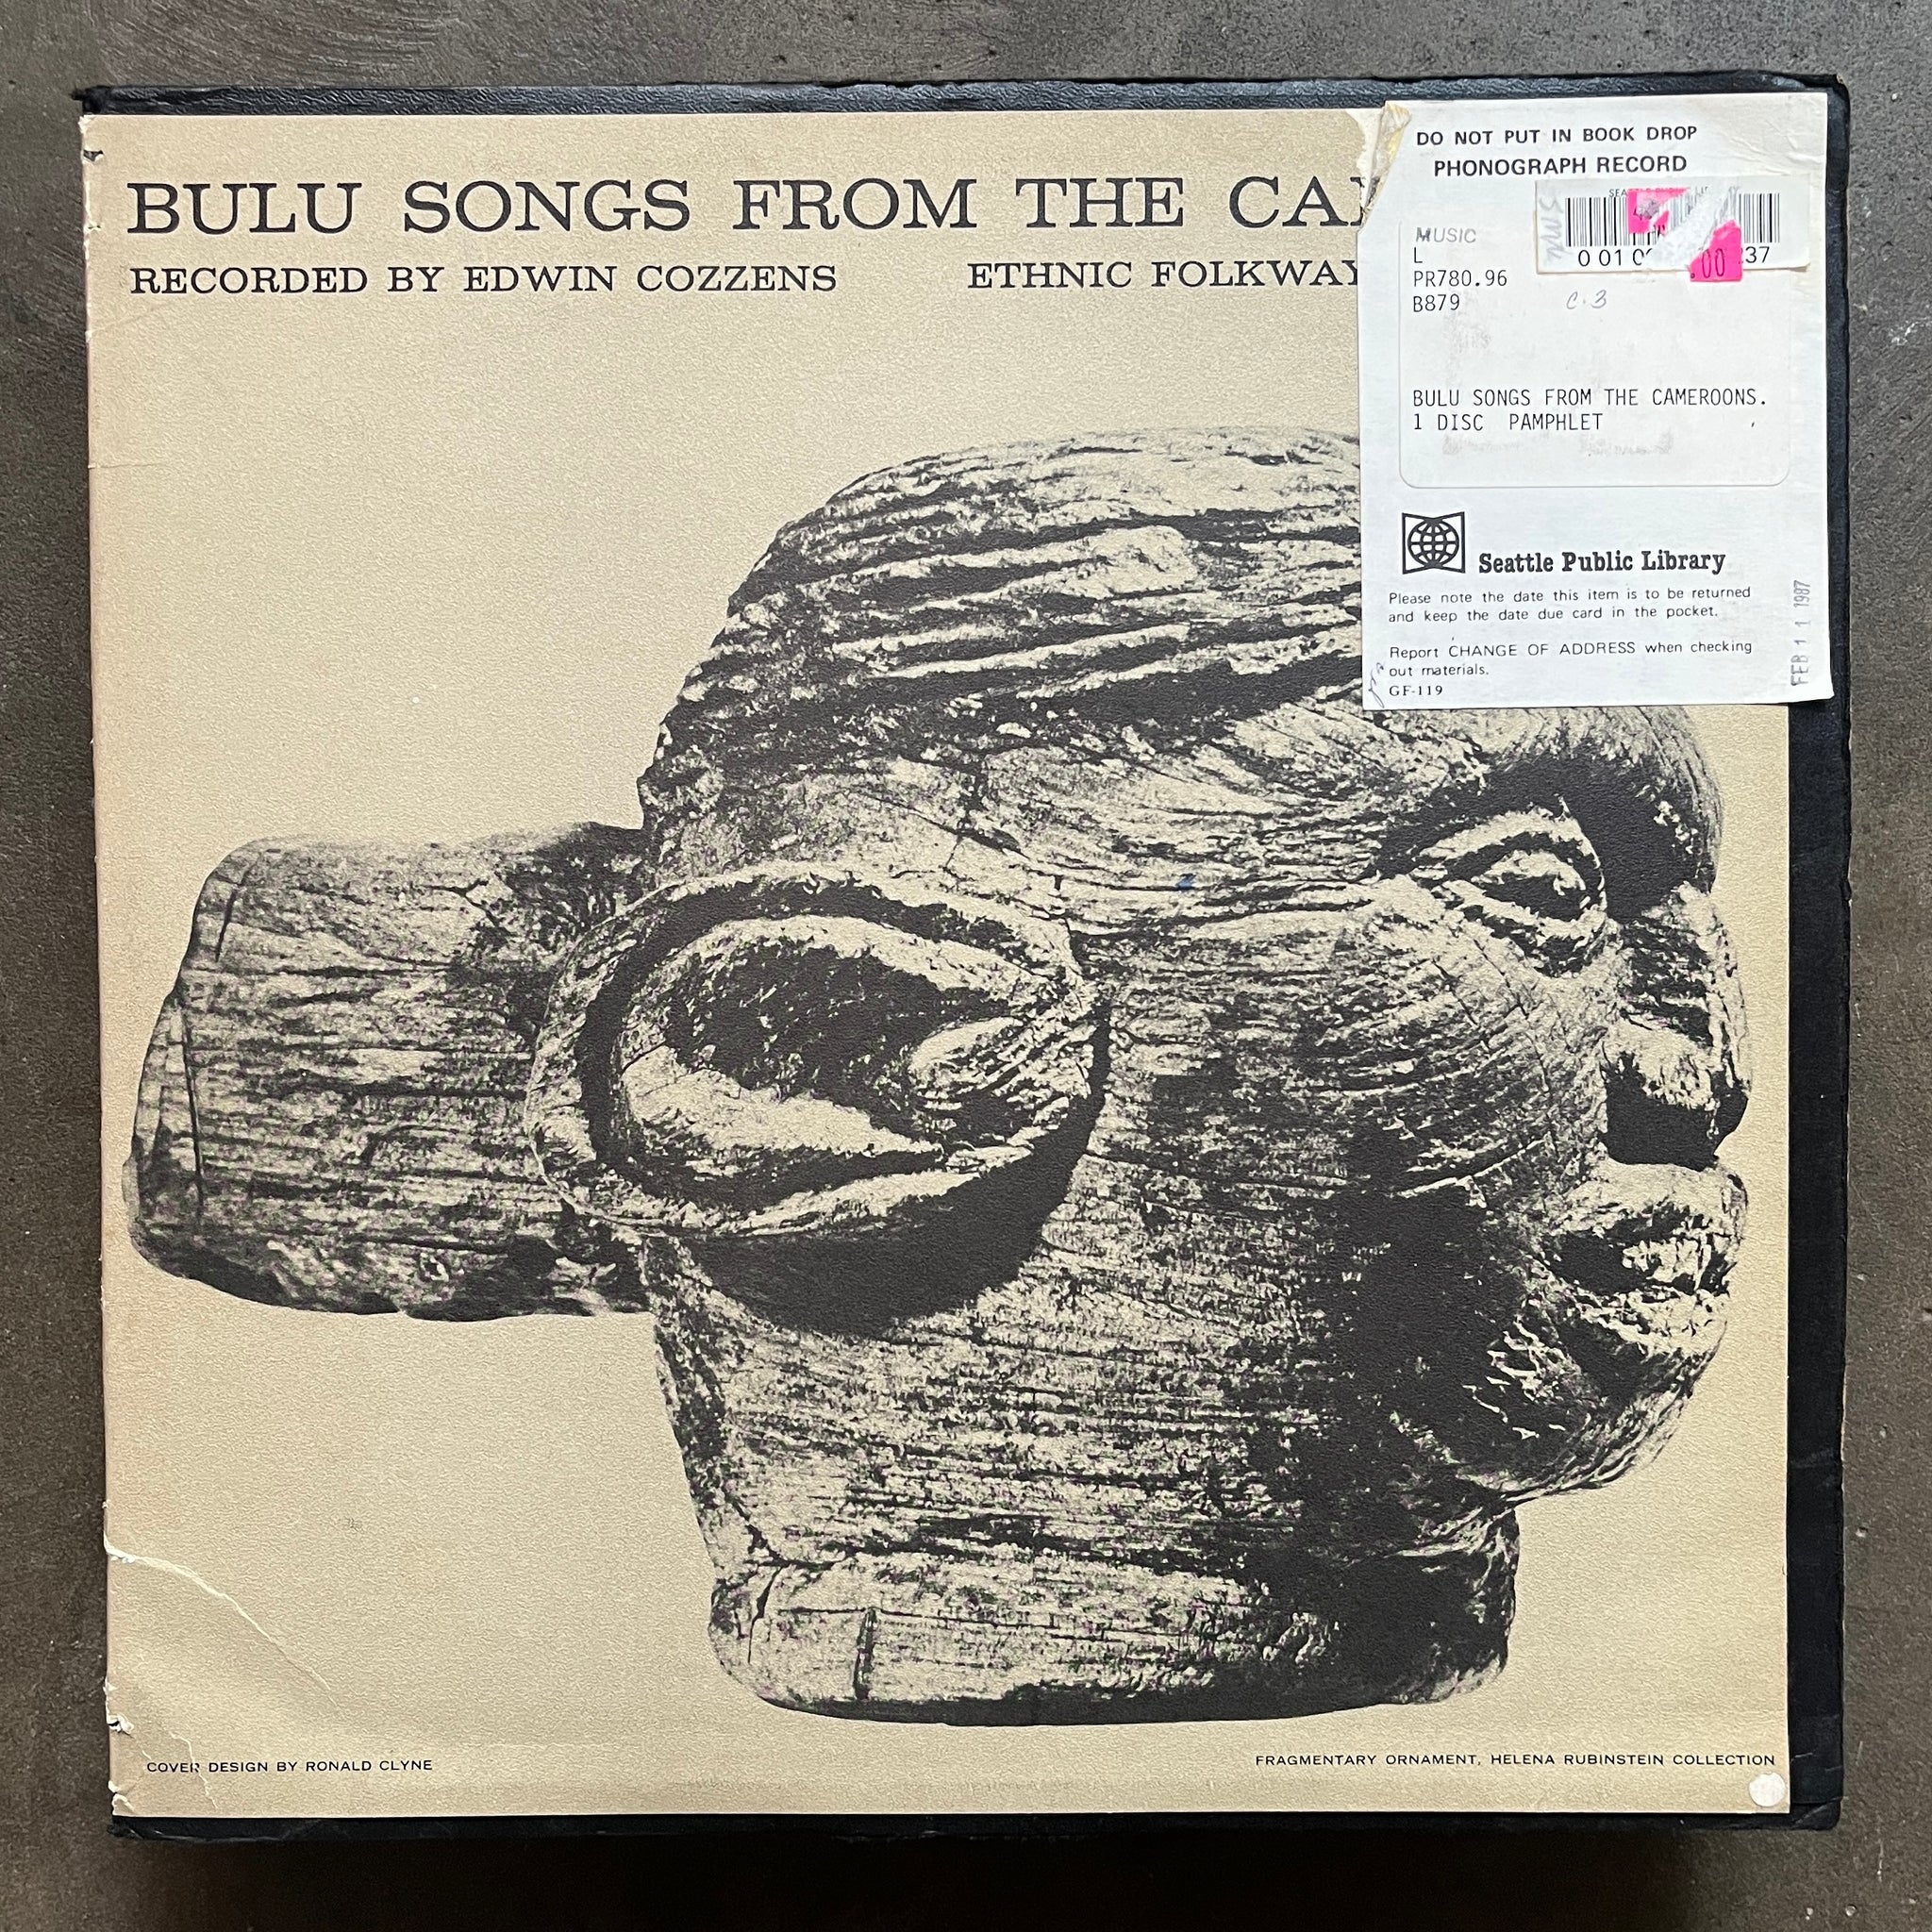 BULU SONGS FROM THE CA
RECORDED BY EDWIN COZZENS
ETHNIC FOLKWAY
DO NOT PUT IN BOOK DROP
PHONOGRAPH RECORD
MUSIC
L
PR780.96
B879
c.3
BULU SONGS FROM THE CAMEROONS.
1 DISC PAMPHLET
Seattle Public Library
Please note the date this item is to be returned
and keep the date due card in the pocket.
Report CHANGE OF ADDRESS when checking
out materials.
GF-119
FEB 11 1987
COVER DESIGN BY RONALD CLYNE
FRAGMENTARY ORNAMENT, HELENA RUBINSTEIN COLLECTION